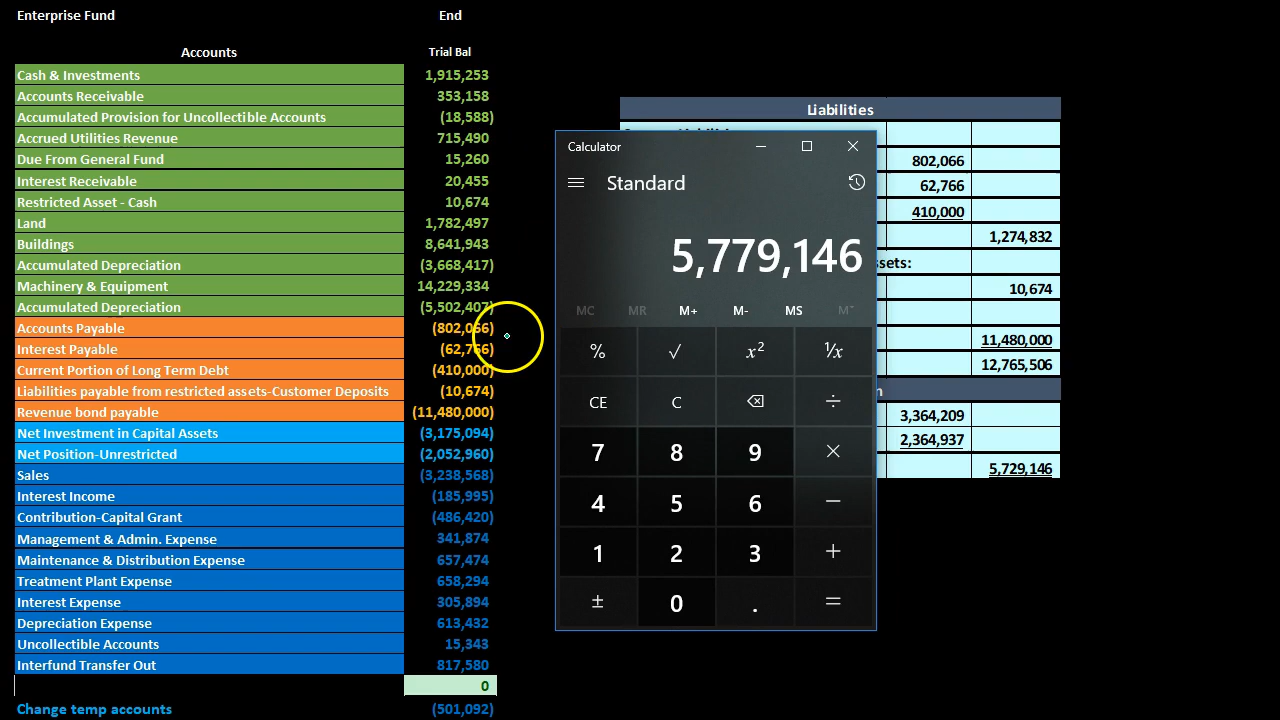 Enterprise Fund End
Accounts Trial Bal
Cash & Investments 1,915,253
Accounts Receivable 353,158
Accumulated Provision for Uncollectible Accounts (18,588)
Accrued Utilities Revenue 715,490
Due From General Fund 15,260
Interest Receivable 20,455
Restricted Asset - Cash 10,674
Land 1,782,497
Buildings 8,641,943
Accumulated Depreciation (3,668,417)
Machinery & Equipment 14,229,334
Accumulated Depreciation (5,502,407)
Accounts Payable (802,066)
Interest Payable (62,766)
Current Portion of Long Term Debt (410,000)
Liabilities payable from restricted assets-Customer Deposits (10,674)
Revenue bond payable (11,480,000)
Net Investment in Capital Assets (3,175,094)
Net Position-Unrestricted (2,052,960)
Sales (3,238,568)
Interest Income (185,995)
Contribution-Capital Grant (486,420)
Management & Admin. Expense 341,874
Maintenance & Distribution Expense 657,474
Treatment Plant Expense 658,294
Interest Expense 305,894
Depreciation Expense 613,432
Uncollectible Accounts 15,343
Interfund Transfer Out 817,580
0
Change temp accounts (501,092)
Liabilities
802,066
62,766
410,000
1,274,832
ssets:
10,674
11,480,000
12,765,506
n
3,364,209
2,364,937
5,729,146
Calculator
Standard
5,779,146
MC MR M+ M- MS M˅
% √ x² ¹/x
CE C ÷
7 8 9 ×
4 5 6 −
1 2 3 +
± 0 . =